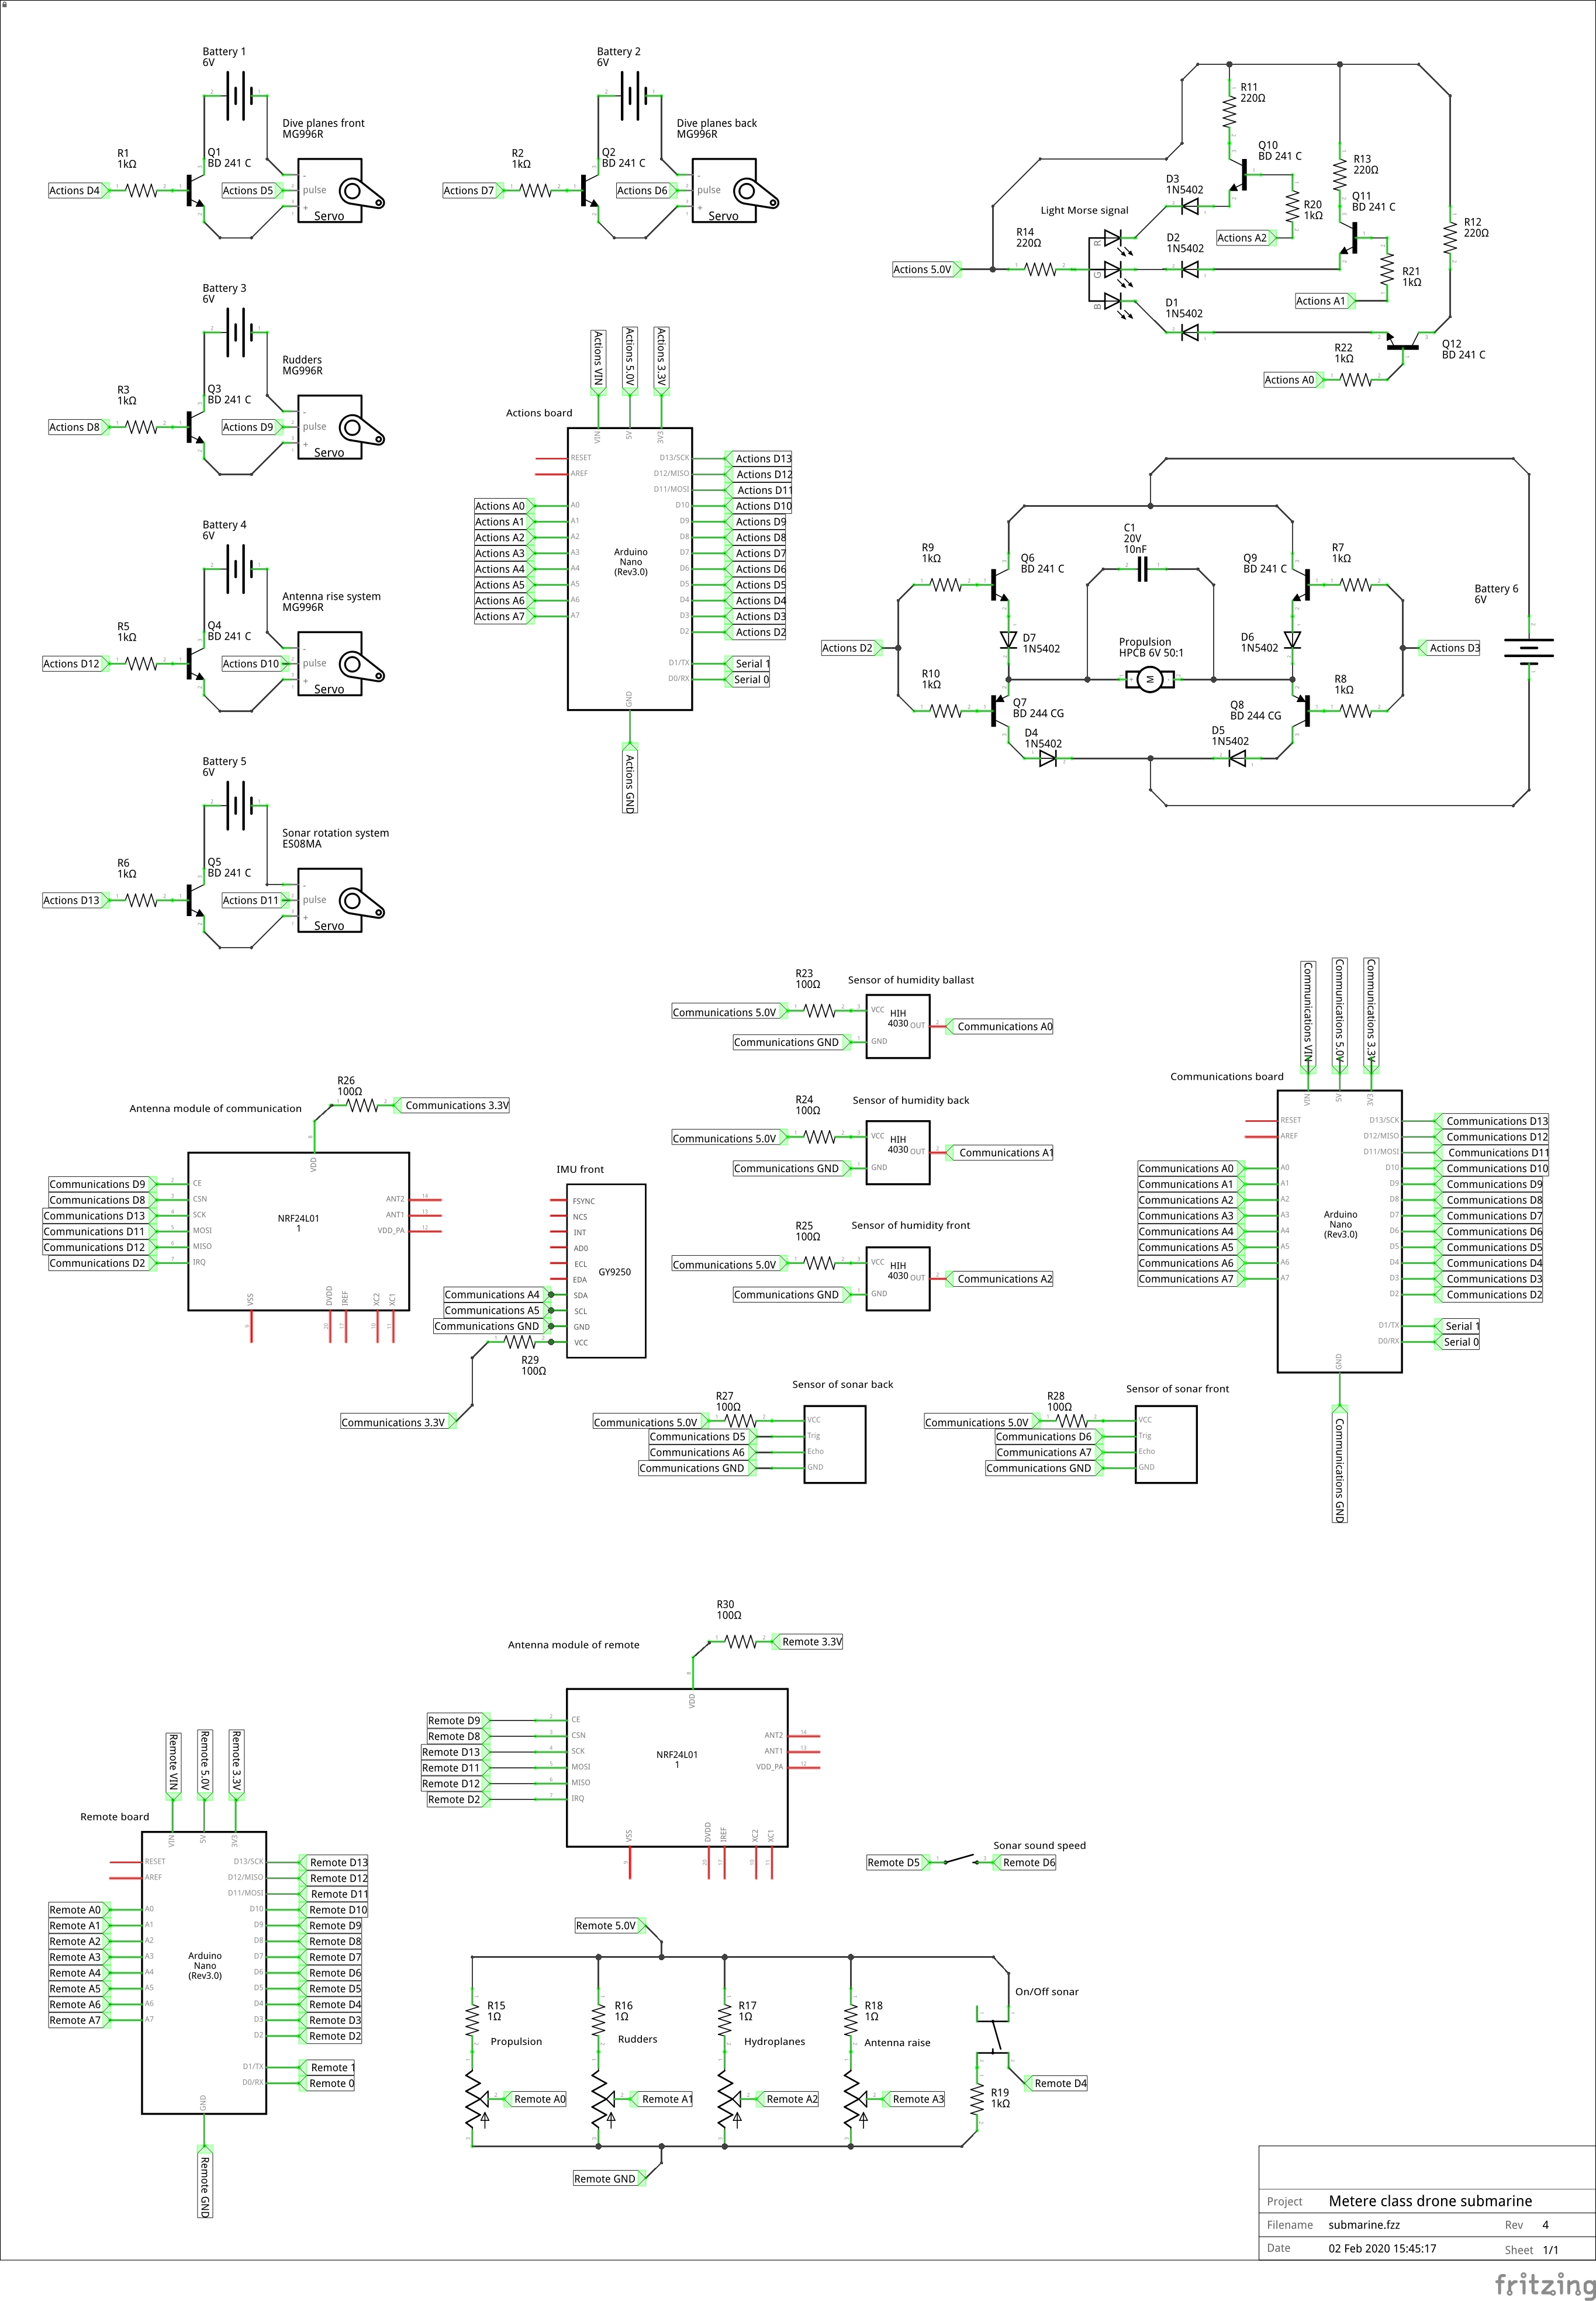 Battery 1
6V
Dive planes front
MG996R
Q1
BD 241 C
R1
1kΩ
Actions D4
Actions D5
-
pulse
+
Servo
Battery 2
6V
Dive planes back
MG996R
Q2
BD 241 C
R2
1kΩ
Actions D7
Actions D6
-
pulse
+
Servo
Battery 3
6V
Rudders
MG996R
Q3
BD 241 C
R3
1kΩ
Actions D8
Actions D9
-
pulse
+
Servo
Battery 4
6V
Antenna rise system
MG996R
Q4
BD 241 C
R5
1kΩ
Actions D12
Actions D10
-
pulse
+
Servo
Battery 5
6V
Sonar rotation system
ES08MA
Q5
BD 241 C
R6
1kΩ
Actions D13
Actions D11
-
pulse
+
Servo
R11
220Ω
Q10
BD 241 C
R13
220Ω
D3
1N5402
Q11
BD 241 C
R20
1kΩ
Light Morse signal
R12
220Ω
R14
220Ω
R
G
B
D2
1N5402
Actions A2
Actions 5.0V
R21
1kΩ
Actions A1
D1
1N5402
Q12
BD 241 C
R22
1kΩ
Actions A0
Actions board
Actions VIN
Actions 5.0V
Actions 3.3V
VIN
5V
3V3
RESET
AREF
A0
A1
A2
A3
A4
A5
A6
A7
Actions A0
Actions A1
Actions A2
Actions A3
Actions A4
Actions A5
Actions A6
Actions A7
Arduino
Nano
(Rev3.0)
D13/SCK
D12/MISO
D11/MOSI
D10
D9
D8
D7
D6
D5
D4
D3
D2
D1/TX
D0/RX
Actions D13
Actions D12
Actions D11
Actions D10
Actions D9
Actions D8
Actions D7
Actions D6
Actions D5
Actions D4
Actions D3
Actions D2
Serial 1
Serial 0
GND
Actions GND
C1
20V
10nF
R9
1kΩ
Q6
BD 241 C
Q9
BD 241 C
R7
1kΩ
Battery 6
6V
Actions D2
D7
1N5402
Propulsion
HPCB 6V 50:1
M
D6
1N5402
Actions D3
R10
1kΩ
Q7
BD 244 CG
Q8
BD 244 CG
R8
1kΩ
D4
1N5402
D5
1N5402
R23
100Ω
Sensor of humidity ballast
Communications 5.0V
Communications GND
VCC
GND
HIH
4030
OUT
Communications A0
R24
100Ω
Sensor of humidity back
Communications 5.0V
Communications GND
VCC
GND
HIH
4030
OUT
Communications A1
R25
100Ω
Sensor of humidity front
Communications 5.0V
Communications GND
VCC
GND
HIH
4030
OUT
Communications A2
R26
100Ω
Antenna module of communication
Communications 3.3V
VDD
Communications D9
Communications D8
Communications D13
Communications D11
Communications D12
Communications D2
CE
CSN
SCK
MOSI
MISO
IRQ
NRF24L01
1
ANT2
ANT1
VDD_PA
VSS
DVDD
IREF
XC2
XC1
IMU front
FSYNC
NCS
INT
AD0
ECL
EDA
SDA
SCL
GND
VCC
GY9250
Communications A4
Communications A5
Communications GND
R29
100Ω
Communications 3.3V
Sensor of sonar back
R27
100Ω
Communications 5.0V
Communications D5
Communications A6
Communications GND
VCC
Trig
Echo
GND
Sensor of sonar front
R28
100Ω
Communications 5.0V
Communications D6
Communications A7
Communications GND
VCC
Trig
Echo
GND
Communications board
Communications VIN
Communications 5.0V
Communications 3.3V
VIN
5V
3V3
RESET
AREF
A0
A1
A2
A3
A4
A5
A6
A7
Communications A0
Communications A1
Communications A2
Communications A3
Communications A4
Communications A5
Communications A6
Communications A7
Arduino
Nano
(Rev3.0)
D13/SCK
D12/MISO
D11/MOSI
D10
D9
D8
D7
D6
D5
D4
D3
D2
D1/TX
D0/RX
Communications D13
Communications D12
Communications D11
Communications D10
Communications D9
Communications D8
Communications D7
Communications D6
Communications D5
Communications D4
Communications D3
Communications D2
Serial 1
Serial 0
GND
Communications GND
R30
100Ω
Antenna module of remote
Remote 3.3V
VDD
Remote D9
Remote D8
Remote D13
Remote D11
Remote D12
Remote D2
CE
CSN
SCK
MOSI
MISO
IRQ
NRF24L01
1
ANT2
ANT1
VDD_PA
VSS
DVDD
IREF
XC2
XC1
Remote board
Remote VIN
Remote 5.0V
Remote 3.3V
VIN
5V
3V3
RESET
AREF
A0
A1
A2
A3
A4
A5
A6
A7
Remote A0
Remote A1
Remote A2
Remote A3
Remote A4
Remote A5
Remote A6
Remote A7
Arduino
Nano
(Rev3.0)
D13/SCK
D12/MISO
D11/MOSI
D10
D9
D8
D7
D6
D5
D4
D3
D2
D1/TX
D0/RX
Remote D13
Remote D12
Remote D11
Remote D10
Remote D9
Remote D8
Remote D7
Remote D6
Remote D5
Remote D4
Remote D3
Remote D2
Remote 1
Remote 0
GND
Remote GND
Sonar sound speed
Remote D5
Remote D6
Remote 5.0V
R15
1Ω
Propulsion
R16
1Ω
Rudders
R17
1Ω
Hydroplanes
R18
1Ω
Antenna raise
On/Off sonar
Remote A0
Remote A1
Remote A2
Remote A3
R19
1kΩ
Remote D4
Remote GND
Project Metere class drone submarine
Filename submarine.fzz Rev 4
Date 02 Feb 2020 15:45:17 Sheet 1/1
fritzing